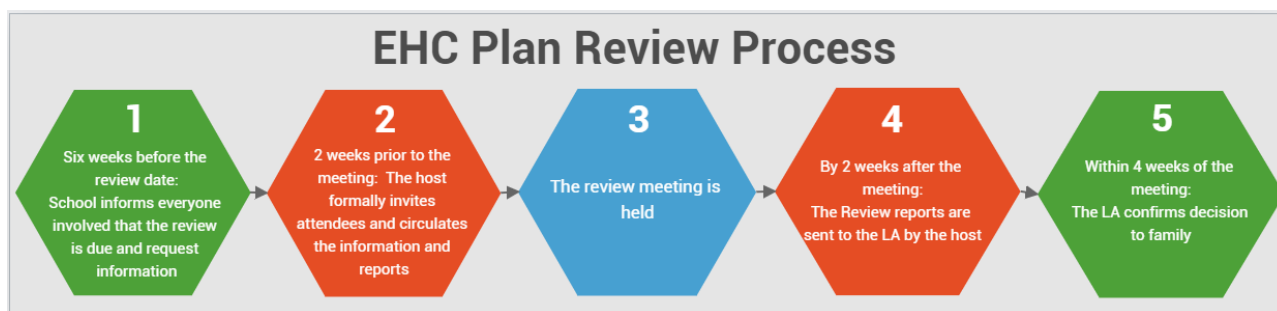 EHC Plan Review Process
1
Six weeks before the
review date:
School informs everyone
involved that the review
is due and request
information
2
2 weeks prior to the
meeting: The host
formally invites
attendees and circulates
the information and
reports
3
The review meeting is
held
4
By 2 weeks after the
meeting:
The Review reports are
sent to the LA by the host
5
Within 4 weeks of the
meeting:
The LA confirms decision
to family